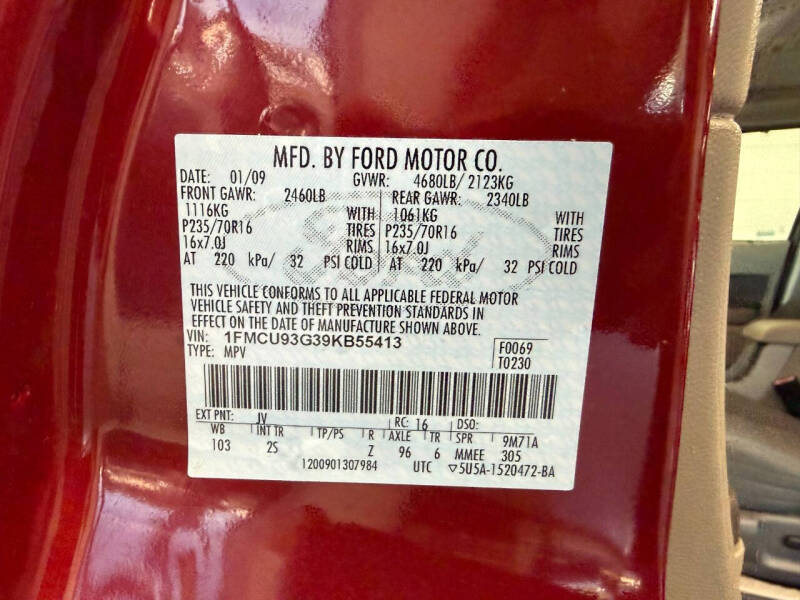 MFD. BY FORD MOTOR CO.
DATE: 01/09 GVWR: 4680LB/ 2123KG
FRONT GAWR: 2460LB REAR GAWR: 2340LB
1116KG WITH 1061KG WITH
P235/70R16 TIRES P235/70R16 TIRES
16x7.0J RIMS 16x7.0J RIMS
AT 220 kPa/ 32 PSI COLD AT 220 kPa/ 32 PSI COLD
Ford
THIS VEHICLE CONFORMS TO ALL APPLICABLE FEDERAL MOTOR
VEHICLE SAFETY AND THEFT PREVENTION STANDARDS IN
EFFECT ON THE DATE OF MANUFACTURE SHOWN ABOVE.
VIN: 1FMCU93G39KB55413 F0069
TYPE: MPV T0230
EXT PNT: JV RC: 16 DSO:
WB INT TR TP/PS R AXLE TR SPR 9M71A
103 2S Z 96 6 MMEE 305
1200901307984 UTC ▽5U5A-1520472-BA